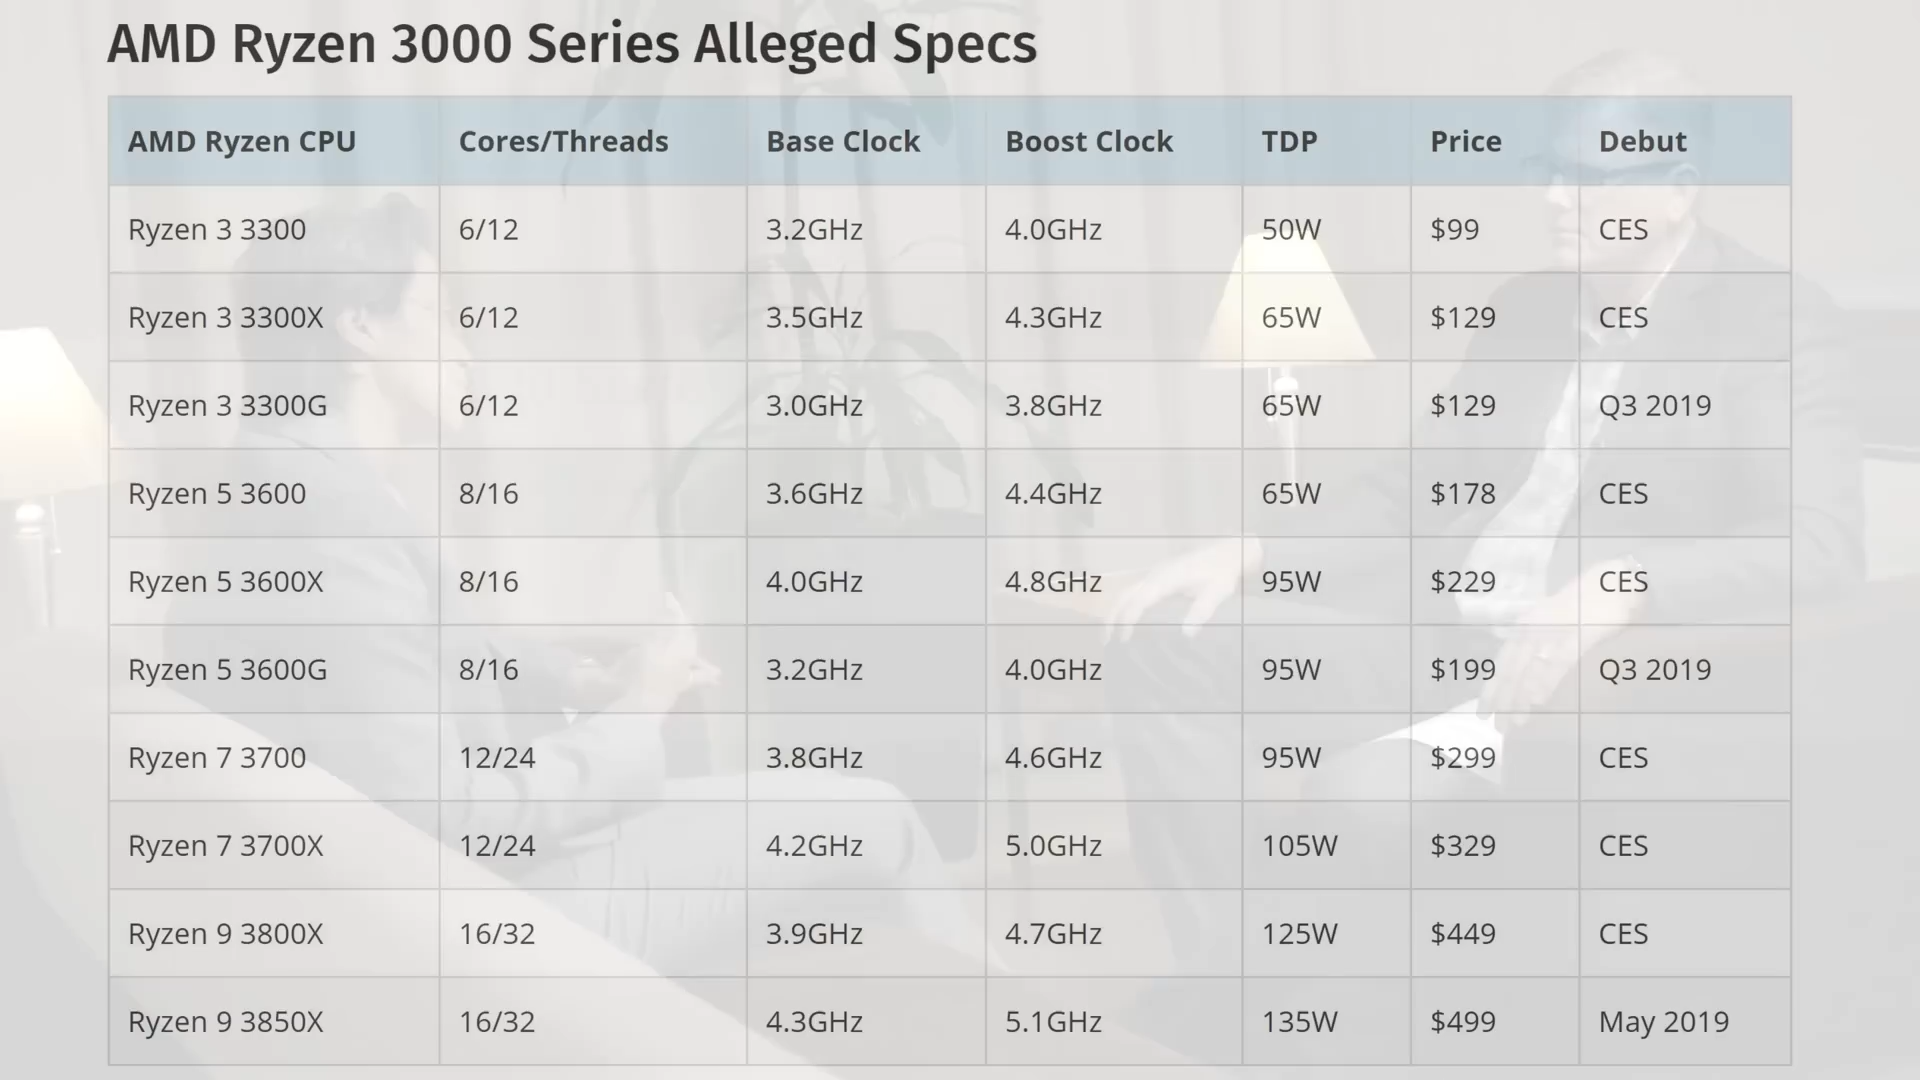 AMD Ryzen 3000 Series Alleged Specs
AMD Ryzen CPU Cores/Threads Base Clock Boost Clock TDP Price Debut
Ryzen 3 3300 6/12 3.2GHz 4.0GHz 50W $99 CES
Ryzen 3 3300X 6/12 3.5GHz 4.3GHz 65W $129 CES
Ryzen 3 3300G 6/12 3.0GHz 3.8GHz 65W $129 Q3 2019
Ryzen 5 3600 8/16 3.6GHz 4.4GHz 65W $178 CES
Ryzen 5 3600X 8/16 4.0GHz 4.8GHz 95W $229 CES
Ryzen 5 3600G 8/16 3.2GHz 4.0GHz 95W $199 Q3 2019
Ryzen 7 3700 12/24 3.8GHz 4.6GHz 95W $299 CES
Ryzen 7 3700X 12/24 4.2GHz 5.0GHz 105W $329 CES
Ryzen 9 3800X 16/32 3.9GHz 4.7GHz 125W $449 CES
Ryzen 9 3850X 16/32 4.3GHz 5.1GHz 135W $499 May 2019